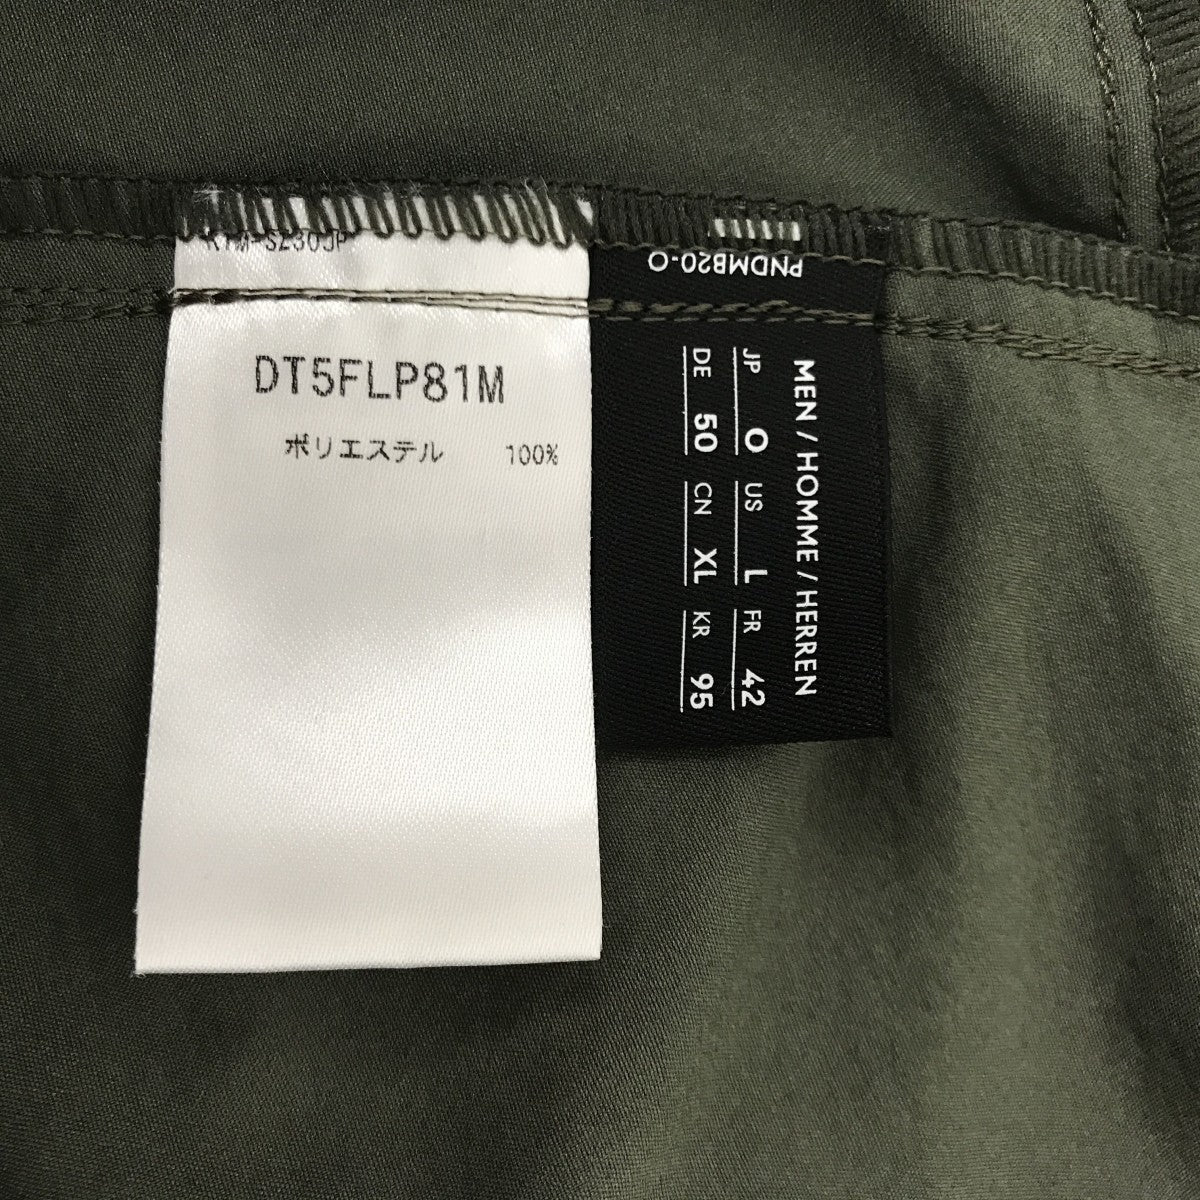 DT5FLP81M
ポリエステル 100%
PNDMB20-O
MEN / HOMME / HERREN
JP O US L FR 42
DE 50 CN XL KR 95